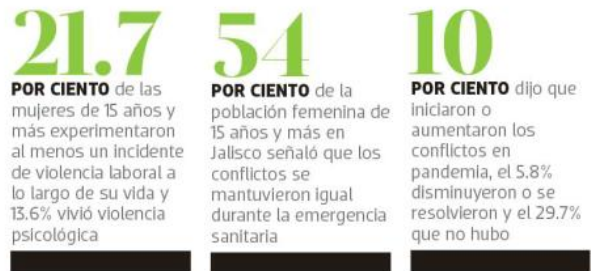 21.7
POR CIENTO de las
mujeres de 15 años y
más experimentaron
al menos un incidente
de violencia laboral a
lo largo de su vida y
13.6% vivió violencia
psicológica
54
POR CIENTO de la
población femenina de
15 años y más en
Jalisco señaló que los
conflictos se
mantuvieron igual
durante la emergencia
sanitaria
10
POR CIENTO dijo que
iniciaron o
aumentaron los
conflictos en
pandemia, el 5.8%
disminuyeron o se
resolvieron y el 29.7%
que no hubo